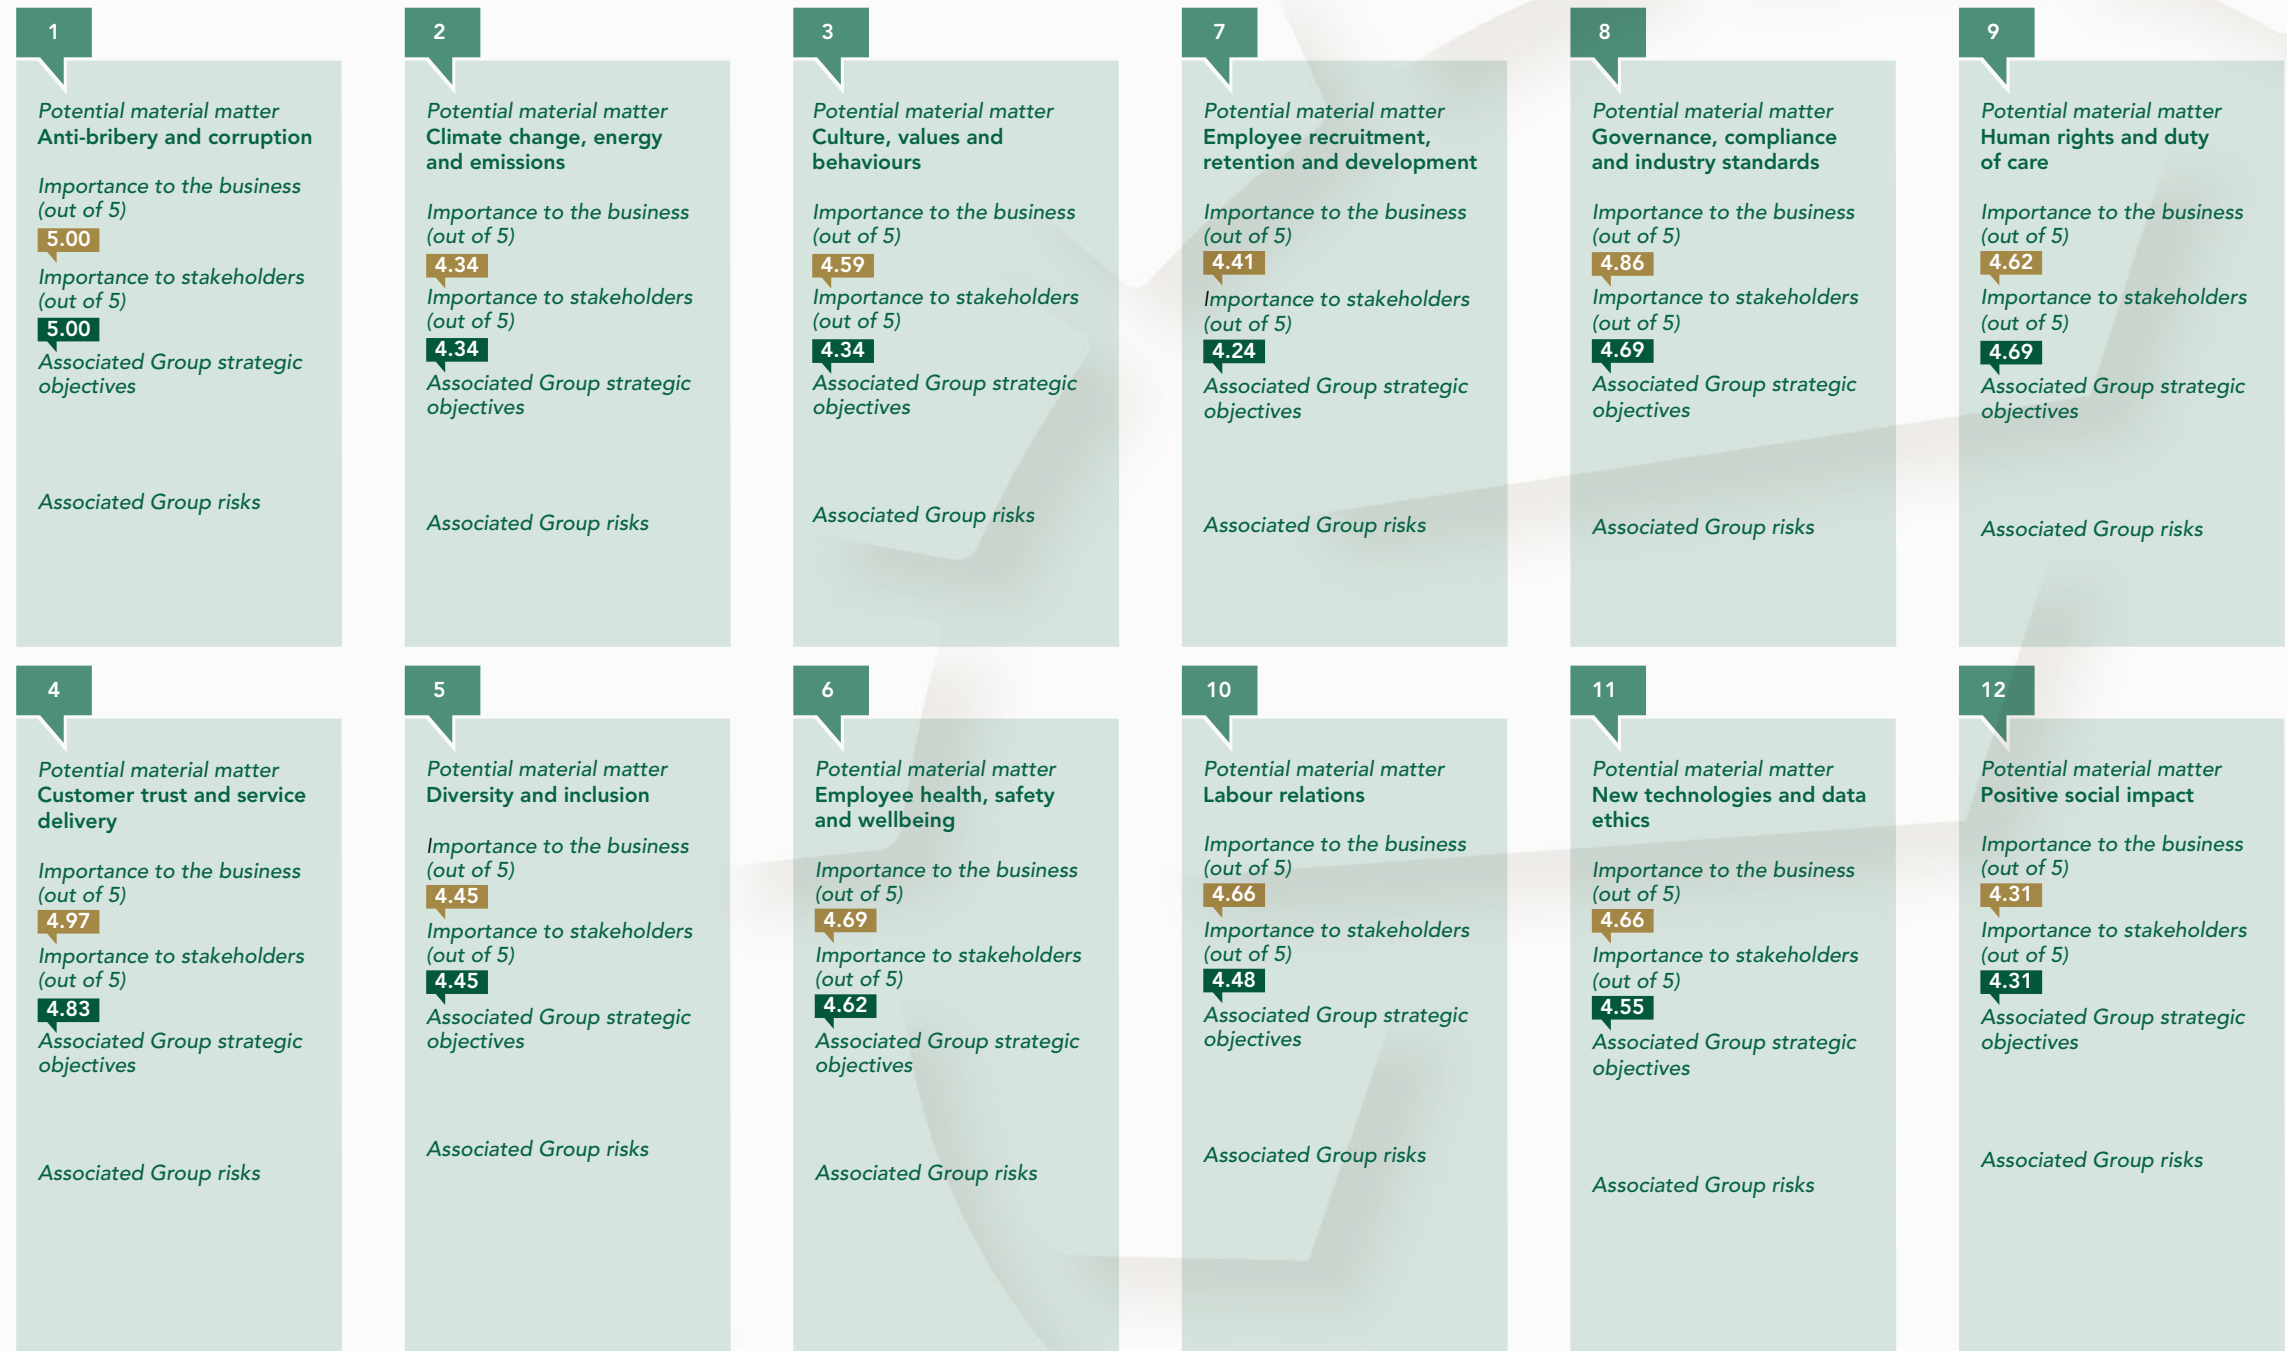 1
Potential material matter
Anti-bribery and corruption
Importance to the business
(out of 5)
5.00
Importance to stakeholders
(out of 5)
5.00
Associated Group strategic
objectives
Associated Group risks
2
Potential material matter
Climate change, energy
and emissions
Importance to the business
(out of 5)
4.34
Importance to stakeholders
(out of 5)
4.34
Associated Group strategic
objectives
Associated Group risks
3
Potential material matter
Culture, values and
behaviours
Importance to the business
(out of 5)
4.59
Importance to stakeholders
(out of 5)
4.34
Associated Group strategic
objectives
Associated Group risks
7
Potential material matter
Employee recruitment,
retention and development
Importance to the business
(out of 5)
4.41
Importance to stakeholders
(out of 5)
4.24
Associated Group strategic
objectives
Associated Group risks
8
Potential material matter
Governance, compliance
and industry standards
Importance to the business
(out of 5)
4.86
Importance to stakeholders
(out of 5)
4.69
Associated Group strategic
objectives
Associated Group risks
9
Potential material matter
Human rights and duty
of care
Importance to the business
(out of 5)
4.62
Importance to stakeholders
(out of 5)
4.69
Associated Group strategic
objectives
Associated Group risks
4
Potential material matter
Customer trust and service
delivery
Importance to the business
(out of 5)
4.97
Importance to stakeholders
(out of 5)
4.83
Associated Group strategic
objectives
Associated Group risks
5
Potential material matter
Diversity and inclusion
Importance to the business
(out of 5)
4.45
Importance to stakeholders
(out of 5)
4.45
Associated Group strategic
objectives
Associated Group risks
6
Potential material matter
Employee health, safety
and wellbeing
Importance to the business
(out of 5)
4.69
Importance to stakeholders
(out of 5)
4.62
Associated Group strategic
objectives
Associated Group risks
10
Potential material matter
Labour relations
Importance to the business
(out of 5)
4.66
Importance to stakeholders
(out of 5)
4.48
Associated Group strategic
objectives
Associated Group risks
11
Potential material matter
New technologies and data
ethics
Importance to the business
(out of 5)
4.66
Importance to stakeholders
(out of 5)
4.55
Associated Group strategic
objectives
Associated Group risks
12
Potential material matter
Positive social impact
Importance to the business
(out of 5)
4.31
Importance to stakeholders
(out of 5)
4.31
Associated Group strategic
objectives
Associated Group risks